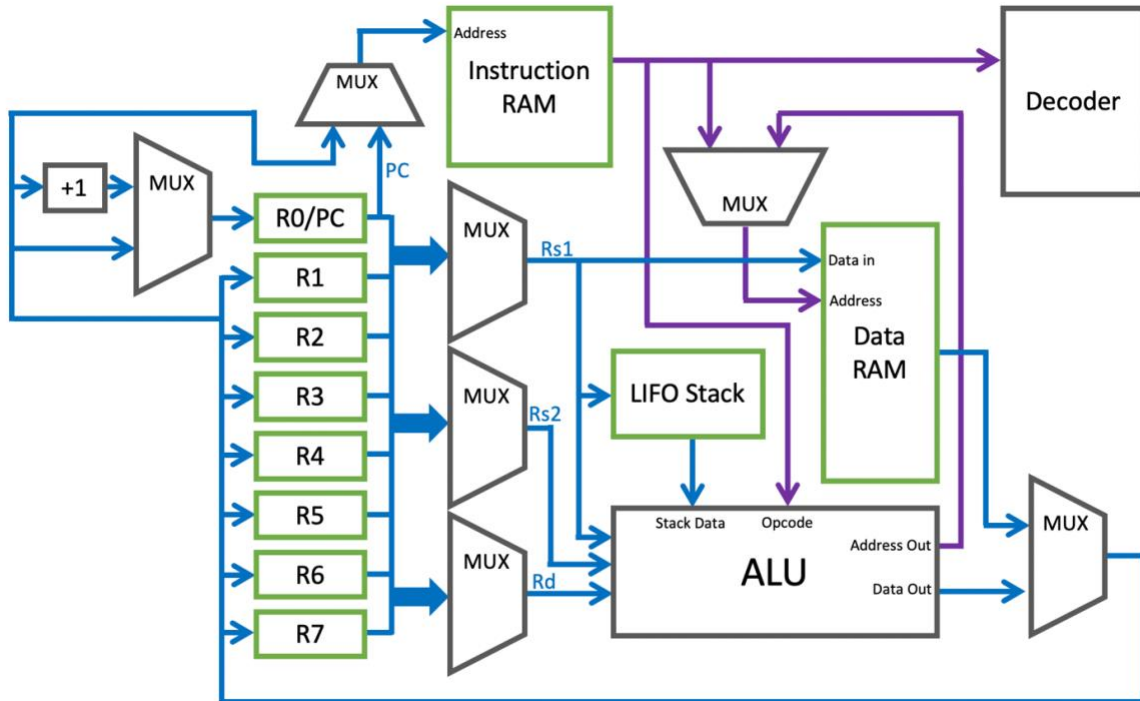 Address
Instruction
RAM
Decoder
MUX
PC
+1
MUX
MUX
R0/PC
MUX
Rs1
Data in
Address
Data
RAM
R1
R2
R3
R4
R5
R6
R7
MUX
Rs2
LIFO Stack
MUX
Rd
Stack Data
Opcode
ALU
Address Out
Data Out
MUX